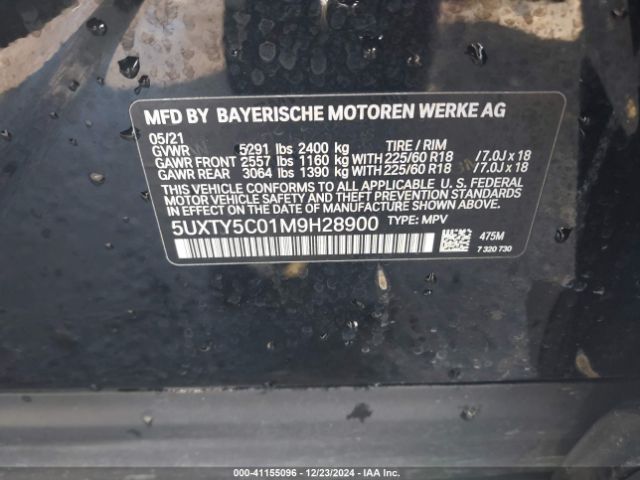 MFD BY BAYERISCHE MOTOREN WERKE AG
05/21
GVWR 5291 lbs 2400 kg TIRE / RIM
GAWR FRONT 2557 lbs 1160 kg WITH 225/60 R18 / 7.0J x 18
GAWR REAR 3064 lbs 1390 kg WITH 225/60 R18 / 7.0J x 18
THIS VEHICLE CONFORMS TO ALL APPLICABLE U. S. FEDERAL
MOTOR VEHICLE SAFETY AND THEFT PREVENTION STANDARDS
IN EFFECT ON THE DATE OF MANUFACTURE SHOWN ABOVE.
5UXTY5C01M9H28900 TYPE: MPV
475M
7 320 730
000-41155096 - 12/23/2024 - IAA Inc.